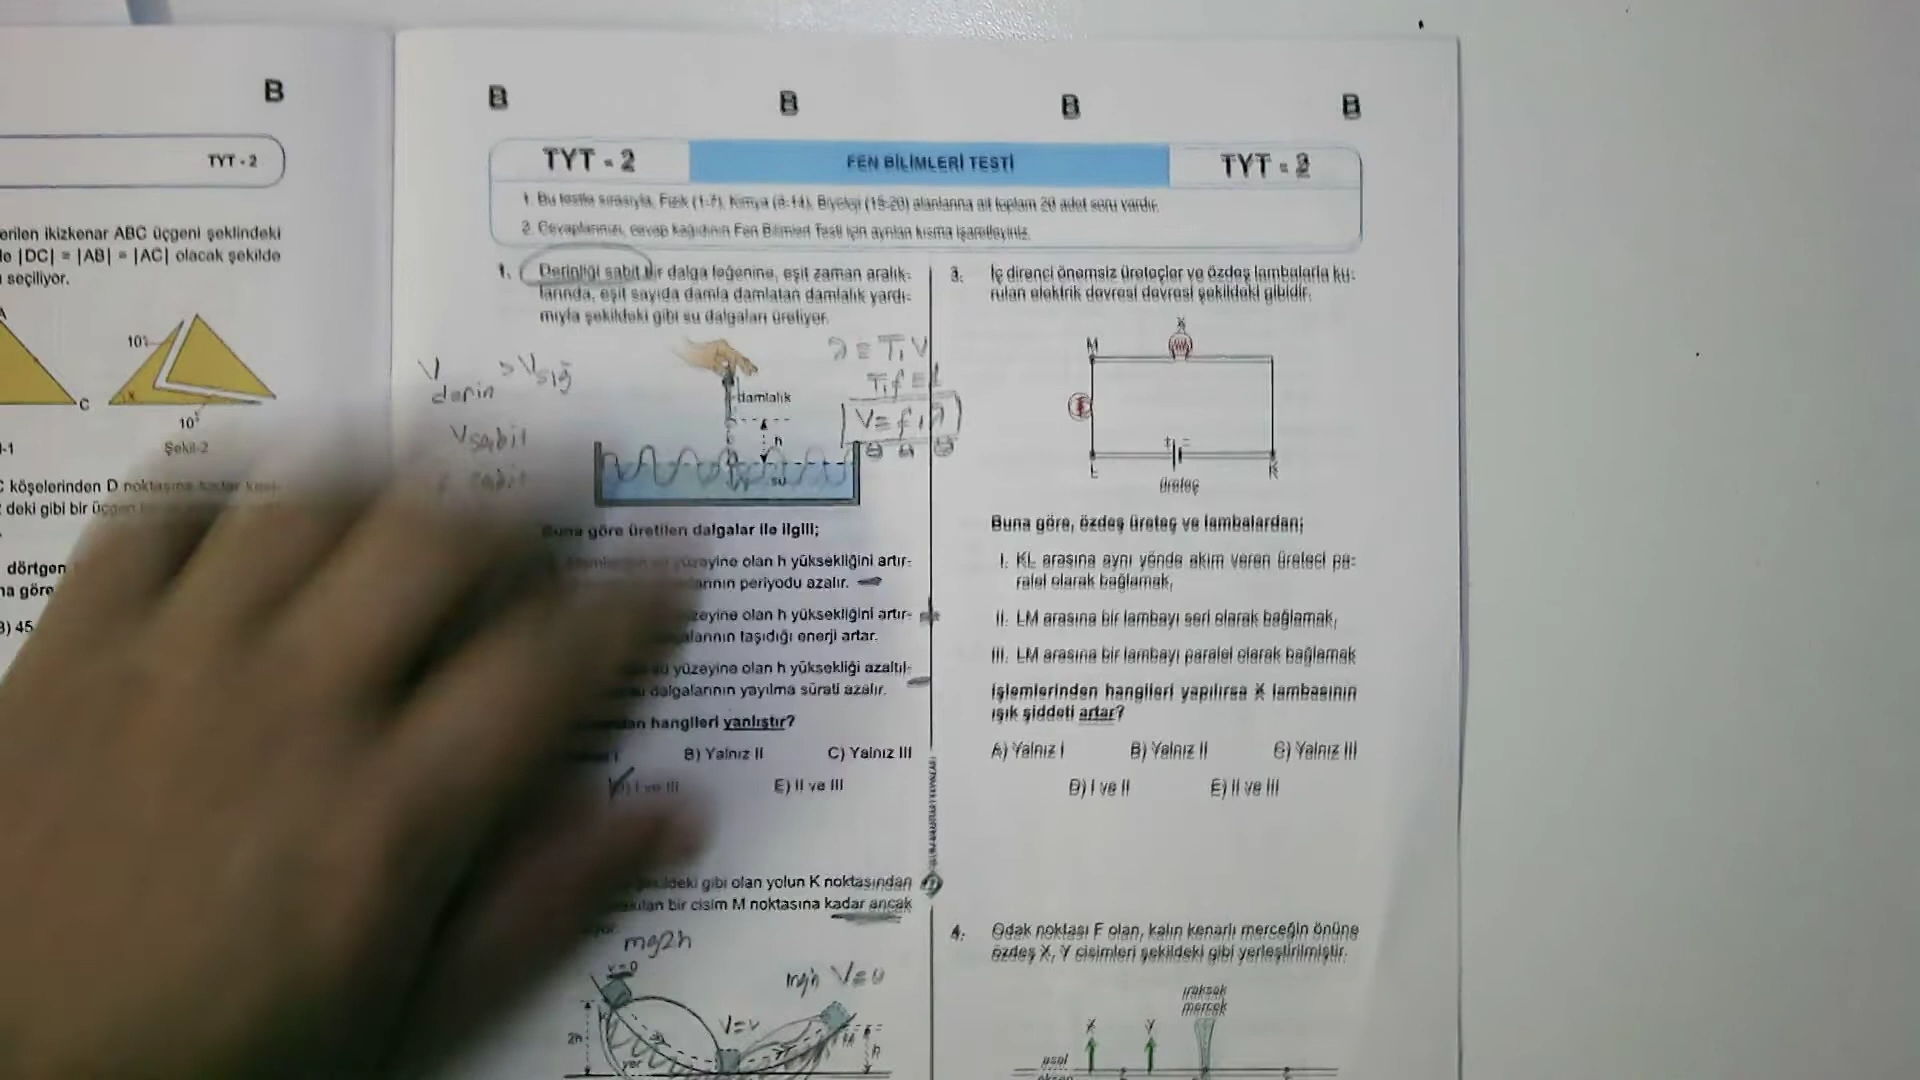 B
TYT - 2
erilen ikizkenar ABC üçgeni şeklindeki
|DC| = |AB| = |AC| olacak şekilde
seçiliyor.
10
C
10
Şekil-2
köşelerinden D noktasına kadar
deki gibi bir
dörtgen
göre
B) 45
B B B B
TYT - 2
FEN BİLİMLERİ TESTİ
TYT - 2
1. Bu testte sırasıyla, Fizik (1-7), Kimya (8-14), Biyoloji (15-20) alanlarına ait toplam 20 adet soru vardır.
2. Cevaplarınızı, cevap kağıdının Fen Bilimleri Testi için ayrılan kısma işaretleyiniz.
1. Derinliği sabit bir dalga leğenine, eşit zaman aralık-
larında, eşit sayıda damla damlatan damlalık yardı-
mıyla şekildeki gibi su dalgaları üretiyor.
V derin > V sığ
V sabit
sabit
λ = T.V
T.f = 1
V = f.λ
damlalık
h
su
Buna göre üretilen dalgalar ile ilgili;
yüzeyine olan h yüksekliğini artır-
periyodu azalır.
olan h yüksekliğini artır-
taşıdığı enerji artar.
su yüzeyine olan h yüksekliği azaltıl-
dalgalarının yayılma sürati azalır.
hangileri yanlıştır?
I
B) Yalnız II
C) Yalnız III
D) I ve III
E) II ve III
gibi olan yolun K noktasından
bir cisim M noktasına kadar ancak
mg2h
v=0
mgh V=0
V=v
2h
yer
h
3. İç direnci önemsiz üreteçler ve özdeş lambalarla ku-
rulan elektrik devresi devresi şekildeki gibidir.
X
M
L
K
+ -
üreteç
Buna göre, özdeş üreteç ve lambalardan;
I. KL arasına aynı yönde akım veren üreteci pa-
ralel olarak bağlamak,
II. LM arasına bir lambayı seri olarak bağlamak,
III. LM arasına bir lambayı paralel olarak bağlamak
işlemlerinden hangileri yapılırsa X lambasının
ışık şiddeti artar?
A) Yalnız I
B) Yalnız II
C) Yalnız III
D) I ve II
E) II ve III
4. Odak noktası F olan, kalın kenarlı merceğin önüne
özdeş X, Y cisimleri şekildeki gibi yerleştirilmiştir.
ıraksak
mercek
X
Y
asal
eksen